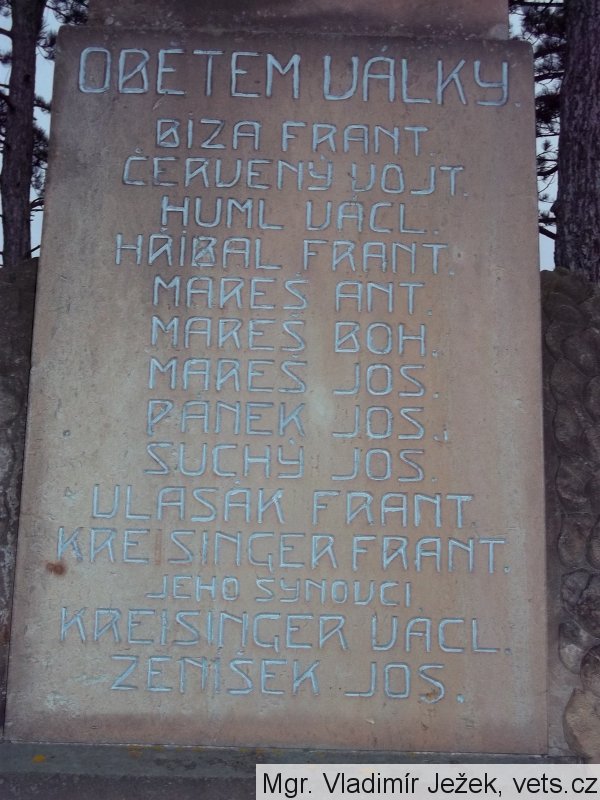 OBĚTEM VÁLKY.
BÍZA FRANT.
ČERVENÝ VOJT.
HUML VÁCL.
HŘÍBAL FRANT.
MAREŠ ANT.
MAREŠ BOH.
MAREŠ JOS.
PÁNEK JOS.
SUCHÝ JOS.
VLASÁK FRANT.
KREISINGER FRANT.
JEHO SYNOVCI
KREISINGER VÁCL.
ZENÍŠEK JOS.
Mgr. Vladimír Ježek, vets.cz